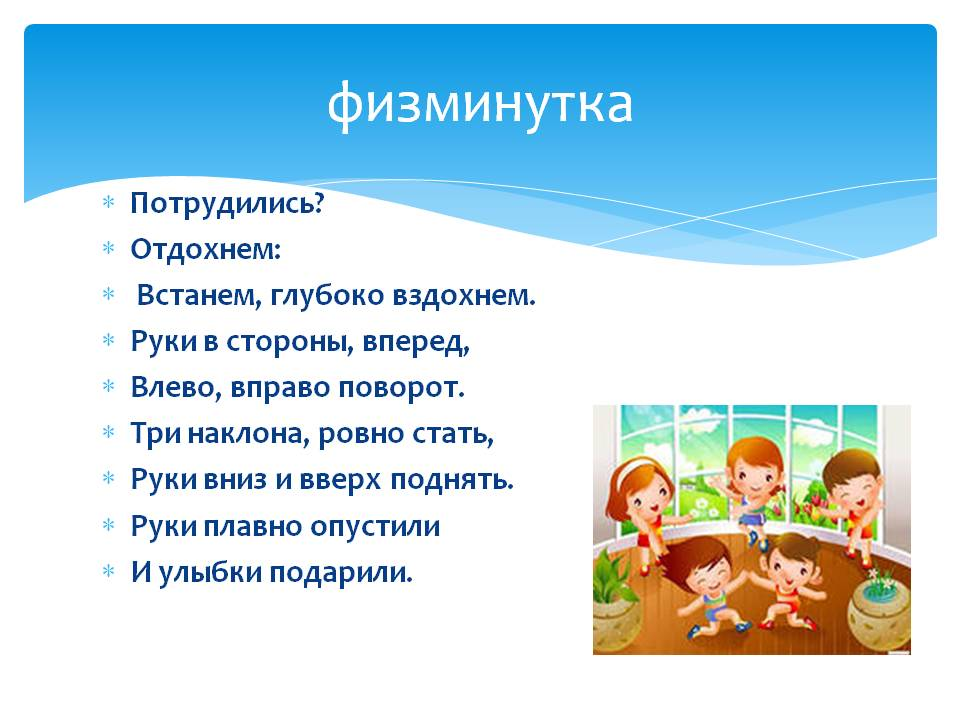 физминутка
Потрудились?
Отдохнем:
Встанем, глубоко вздохнем.
Руки в стороны, вперед,
Влево, вправо поворот.
Три наклона, ровно стать,
Руки вниз и вверх поднять.
Руки плавно опустили
И улыбки подарили.